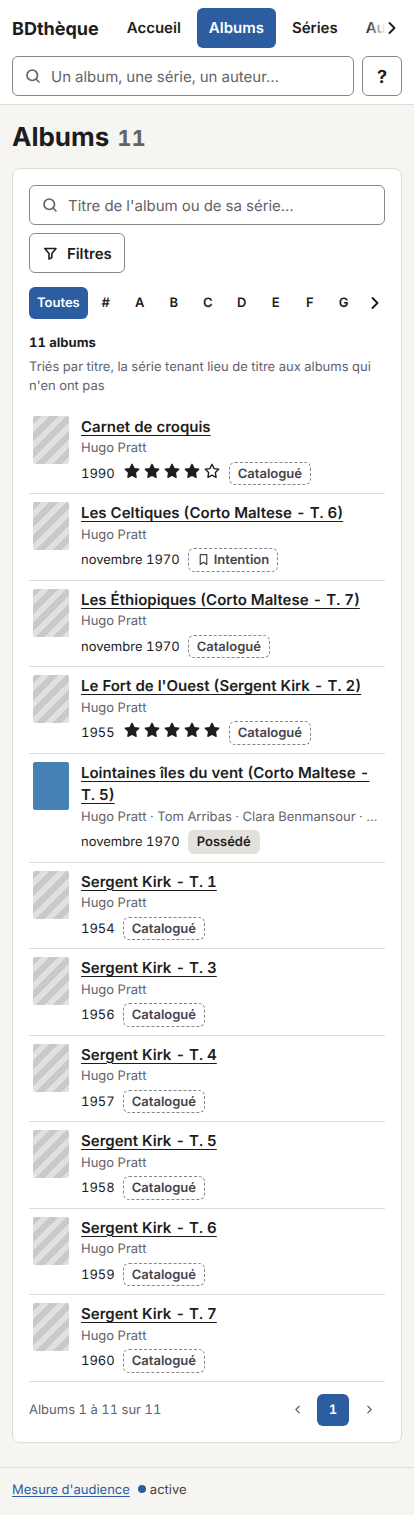 BDthèque Accueil Albums Séries Au
Un album, une série, un auteur... ?
Albums 11
Titre de l'album ou de sa série...
Filtres
Toutes # A B C D E F G
11 albums
Triés par titre, la série tenant lieu de titre aux albums qui
n'en ont pas
Carnet de croquis
Hugo Pratt
1990 Catalogué
Les Celtiques (Corto Maltese - T. 6)
Hugo Pratt
novembre 1970 Intention
Les Éthiopiques (Corto Maltese - T. 7)
Hugo Pratt
novembre 1970 Catalogué
Le Fort de l'Ouest (Sergent Kirk - T. 2)
Hugo Pratt
1955 Catalogué
Lointaines îles du vent (Corto Maltese -
T. 5)
Hugo Pratt · Tom Arribas · Clara Benmansour · ...
novembre 1970 Possédé
Sergent Kirk - T. 1
Hugo Pratt
1954 Catalogué
Sergent Kirk - T. 3
Hugo Pratt
1956 Catalogué
Sergent Kirk - T. 4
Hugo Pratt
1957 Catalogué
Sergent Kirk - T. 5
Hugo Pratt
1958 Catalogué
Sergent Kirk - T. 6
Hugo Pratt
1959 Catalogué
Sergent Kirk - T. 7
Hugo Pratt
1960 Catalogué
Albums 1 à 11 sur 11 1
Mesure d'audience active